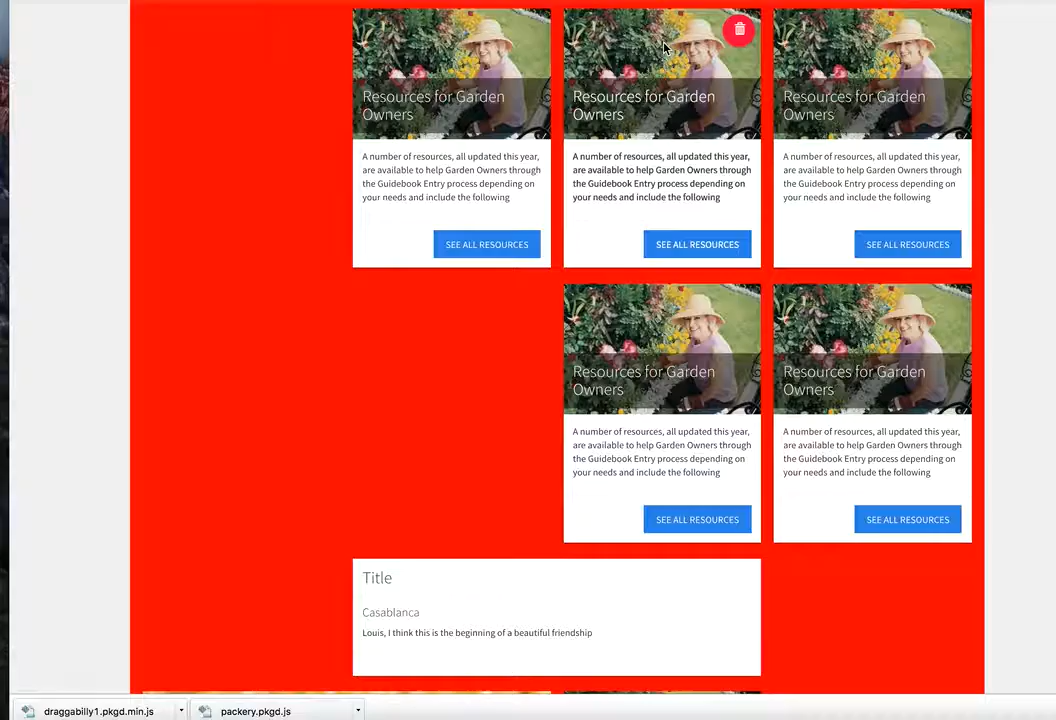 Resources for Garden
Owners
A number of resources, all updated this year,
are available to help Garden Owners through
the Guidebook Entry process depending on
your needs and include the following
SEE ALL RESOURCES
Resources for Garden
Owners
A number of resources, all updated this year,
are available to help Garden Owners through
the Guidebook Entry process depending on
your needs and include the following
SEE ALL RESOURCES
Resources for Garden
Owners
A number of resources, all updated this year,
are available to help Garden Owners through
the Guidebook Entry process depending on
your needs and include the following
SEE ALL RESOURCES
Resources for Garden
Owners
A number of resources, all updated this year,
are available to help Garden Owners through
the Guidebook Entry process depending on
your needs and include the following
SEE ALL RESOURCES
Resources for Garden
Owners
A number of resources, all updated this year,
are available to help Garden Owners through
the Guidebook Entry process depending on
your needs and include the following
SEE ALL RESOURCES
Title
Casablanca
Louis, I think this is the beginning of a beautiful friendship
draggabilly1.pkgd.min.js
packery.pkgd.js